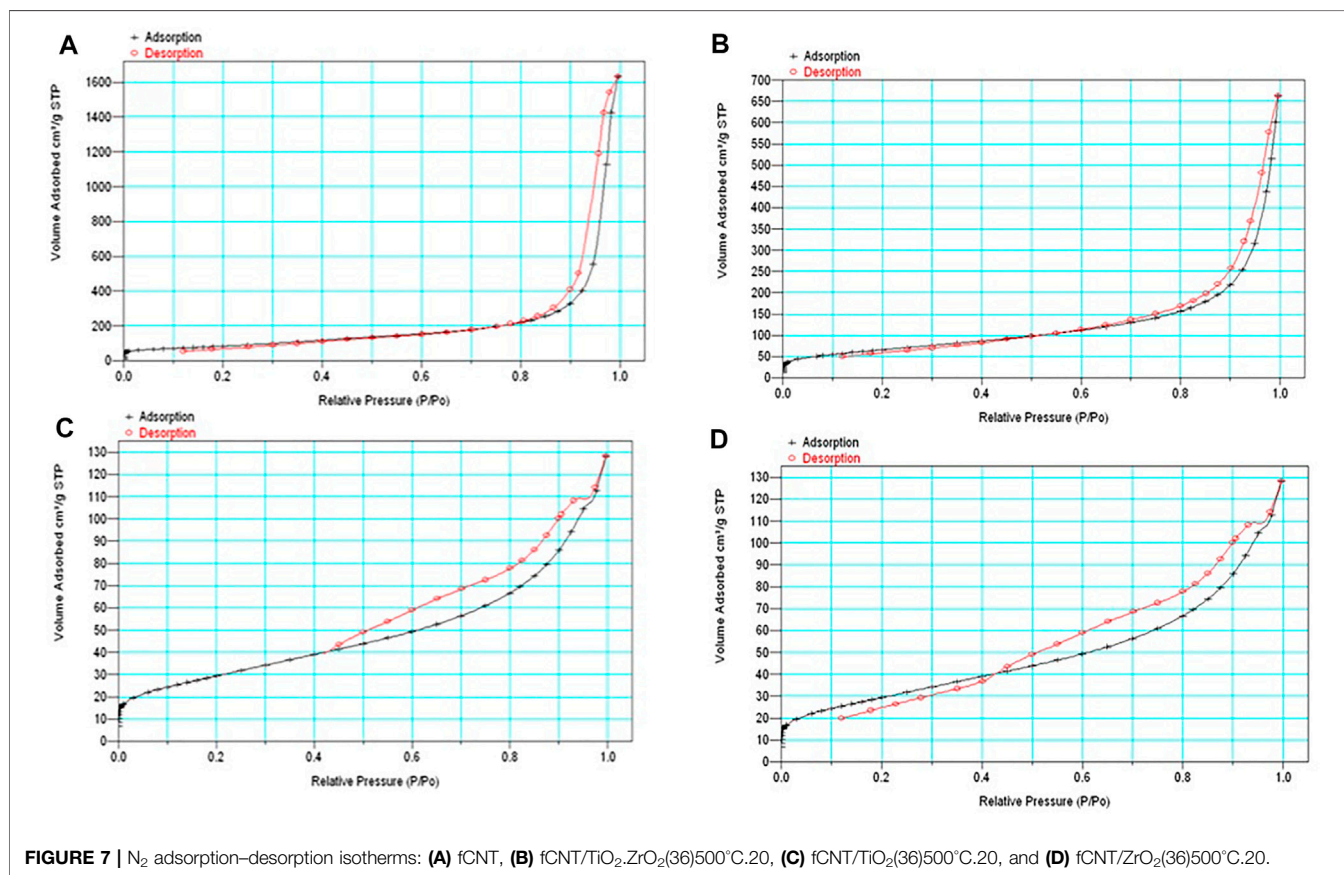 A
Adsorption
Desorption
Volume Adsorbed cm³/g STP
1600
1400
1200
1000
800
600
400
200
0
0.0 0.2 0.4 0.6 0.8 1.0
Relative Pressure (P/Po)
B
Adsorption
Desorption
Volume Adsorbed cm³/g STP
700
650
600
550
500
450
400
350
300
250
200
150
100
50
0
0.0 0.2 0.4 0.6 0.8 1.0
Relative Pressure (P/Po)
C
Adsorption
Desorption
Volume Adsorbed cm³/g STP
130
120
110
100
90
80
70
60
50
40
30
20
10
0
0.0 0.2 0.4 0.6 0.8 1.0
Relative Pressure (P/Po)
D
Adsorption
Desorption
Volume Adsorbed cm³/g STP
130
120
110
100
90
80
70
60
50
40
30
20
10
0
0.0 0.2 0.4 0.6 0.8 1.0
Relative Pressure (P/Po)
FIGURE 7 | N₂ adsorption–desorption isotherms: (A) fCNT, (B) fCNT/TiO₂.ZrO₂(36)500°C.20, (C) fCNT/TiO₂(36)500°C.20, and (D) fCNT/ZrO₂(36)500°C.20.